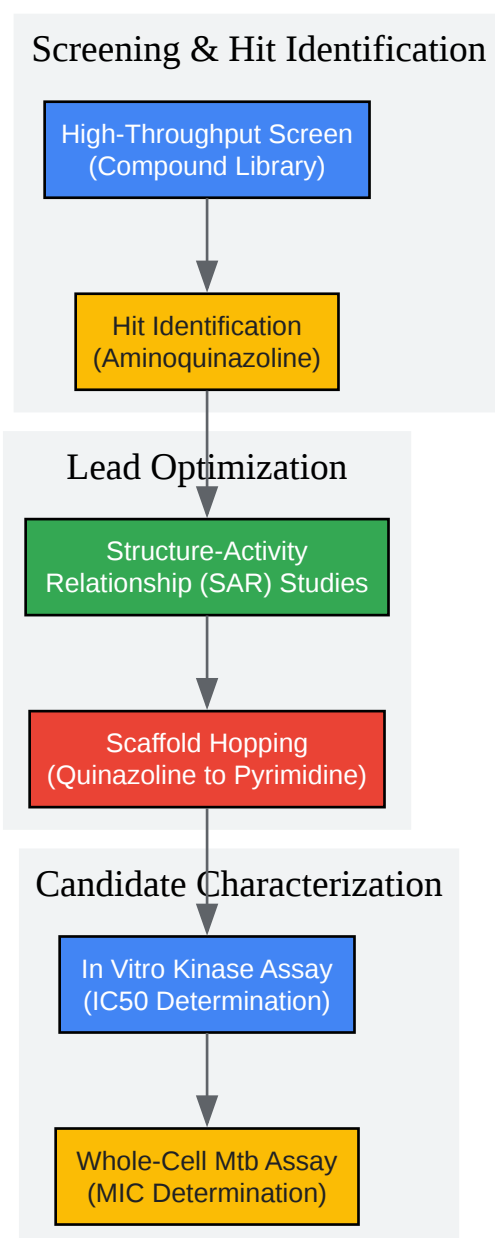 Screening & Hit Identification
High-Throughput Screen
(Compound Library)
Hit Identification
(Aminoquinazoline)
Lead Optimization
Structure-Activity
Relationship (SAR) Studies
Scaffold Hopping
(Quinazoline to Pyrimidine)
Candidate Characterization
In Vitro Kinase Assay
(IC50 Determination)
Whole-Cell Mtb Assay
(MIC Determination)